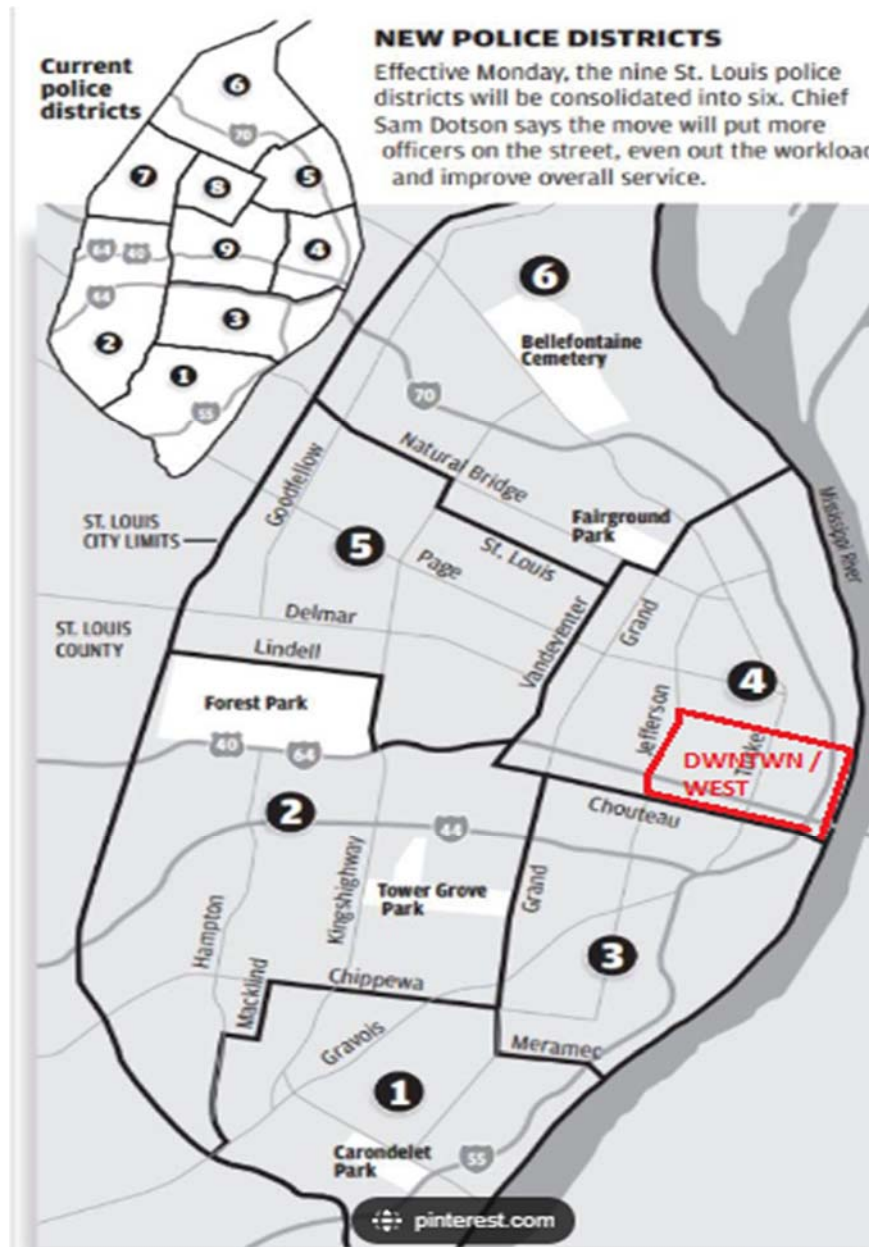 NEW POLICE DISTRICTS
Effective Monday, the nine St. Louis police
districts will be consolidated into six. Chief
Sam Dotson says the move will put more
officers on the street, even out the workload
and improve overall service.
Current
police
districts
6
70
7
8
5
64
40
9
4
44
3
2
1
55
6
Bellefontaine
Cemetery
70
Natural Bridge
Goodfellow
Mississippi River
Fairground
Park
ST. LOUIS
CITY LIMITS
5
St. Louis
Page
Delmar
ST. LOUIS
COUNTY
Lindell
Vandeventer
Grand
4
Forest Park
Jefferson
40
64
DWNTWN /
WEST
2
Chouteau
44
Kingshighway
Tower Grove
Park
Grand
Hampton
3
Chippewa
Macklind
Gravois
Meramec
1
Carondelet
Park
55
pinterest.com